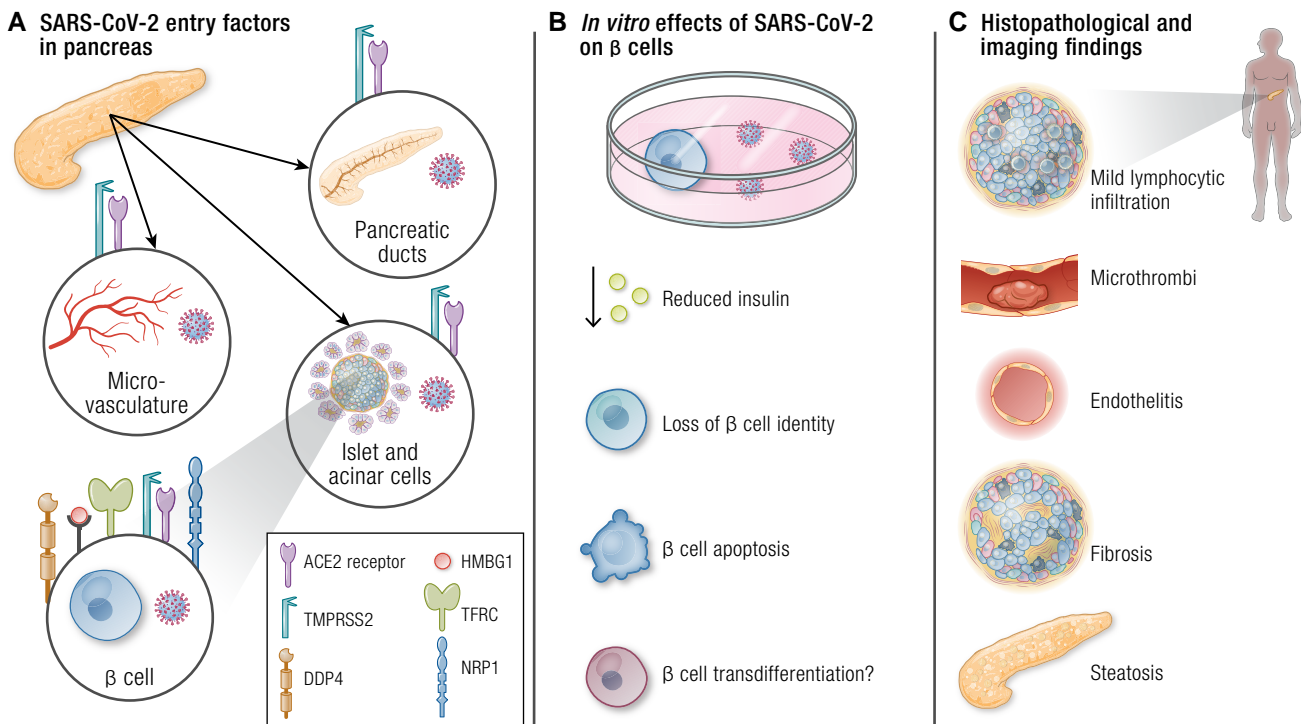 A SARS-CoV-2 entry factors
in pancreas
Pancreatic
ducts
Micro-
vasculature
Islet and
acinar cells
β cell
ACE2 receptor
HMBG1
TMPRSS2
TFRC
DDP4
NRP1
B In vitro effects of SARS-CoV-2
on β cells
Reduced insulin
Loss of β cell identity
β cell apoptosis
β cell transdifferentiation?
C Histopathological and
imaging findings
Mild lymphocytic
infiltration
Microthrombi
Endothelitis
Fibrosis
Steatosis